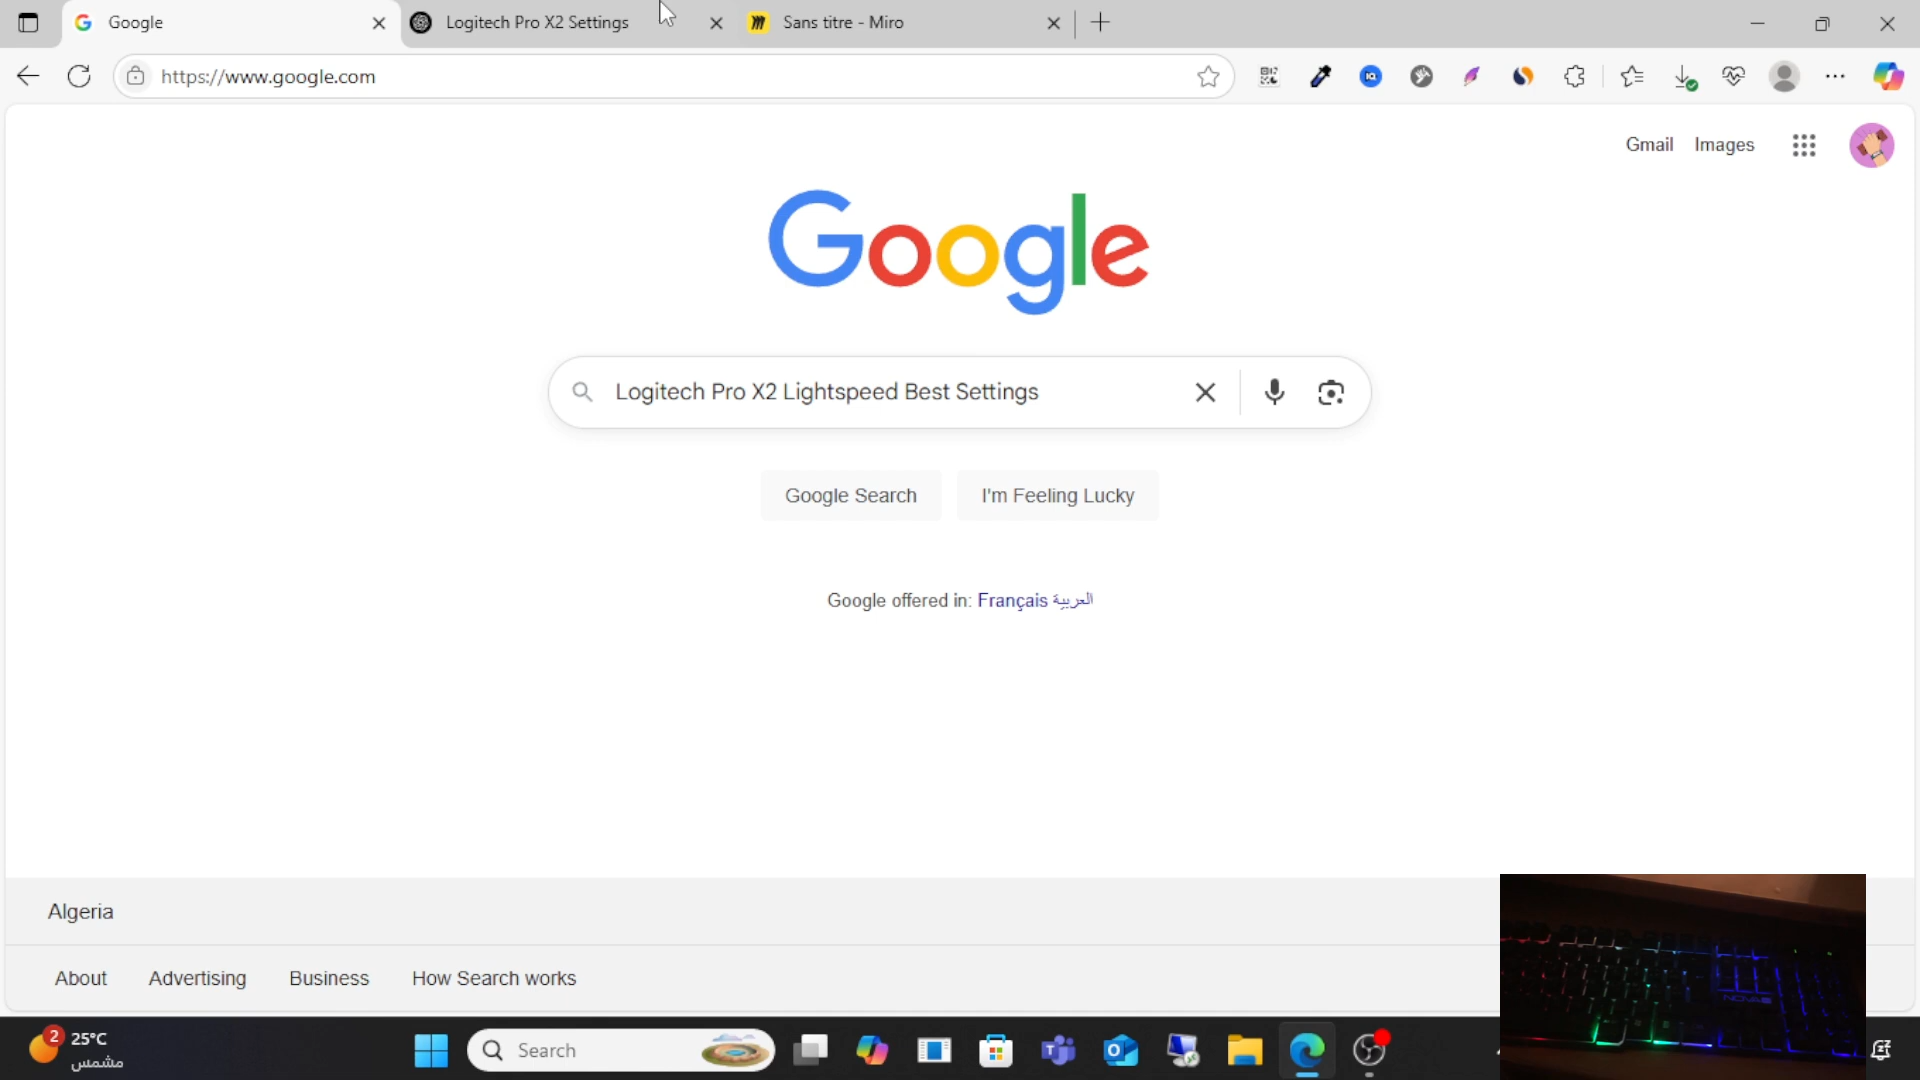 Google
Logitech Pro X2 Settings
Sans titre - Miro
https://www.google.com
Gmail Images
Google
Logitech Pro X2 Lightspeed Best Settings
Google Search
I'm Feeling Lucky
Google offered in: Français العربية
Algeria
About Advertising Business How Search works
2
25°C
مشمس
Search